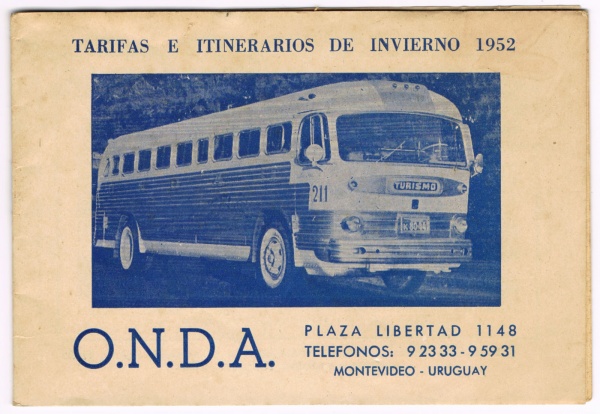 TARIFAS E ITINERARIOS DE INVIERNO 1952
211
TURISMO
O.N.D.A.
PLAZA LIBERTAD 1148
TELEFONOS: 9 23 33 - 9 59 31
MONTEVIDEO - URUGUAY